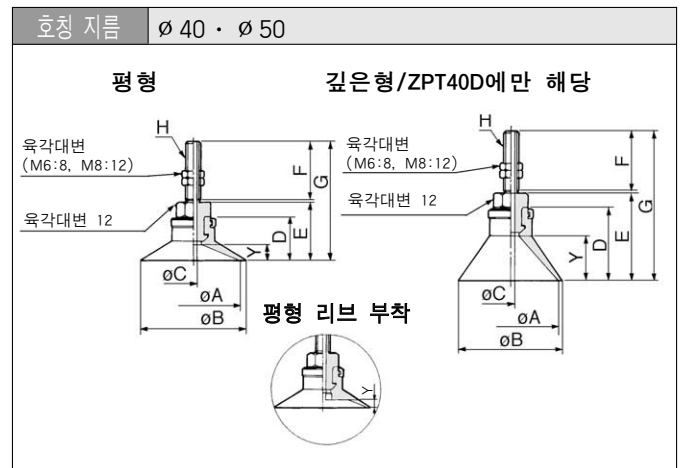 호칭 지름 ø 40 · ø 50
평형
깊은형/ZPT40D에만 해당
H
육각대변
(M6:8, M8:12)
육각대변 12
F
G
E
D
Y
øC
øA
øB
H
육각대변
(M6:8, M8:12)
육각대변 12
F
G
E
D
Y
øC
øA
øB
평형 리브 부착
Y